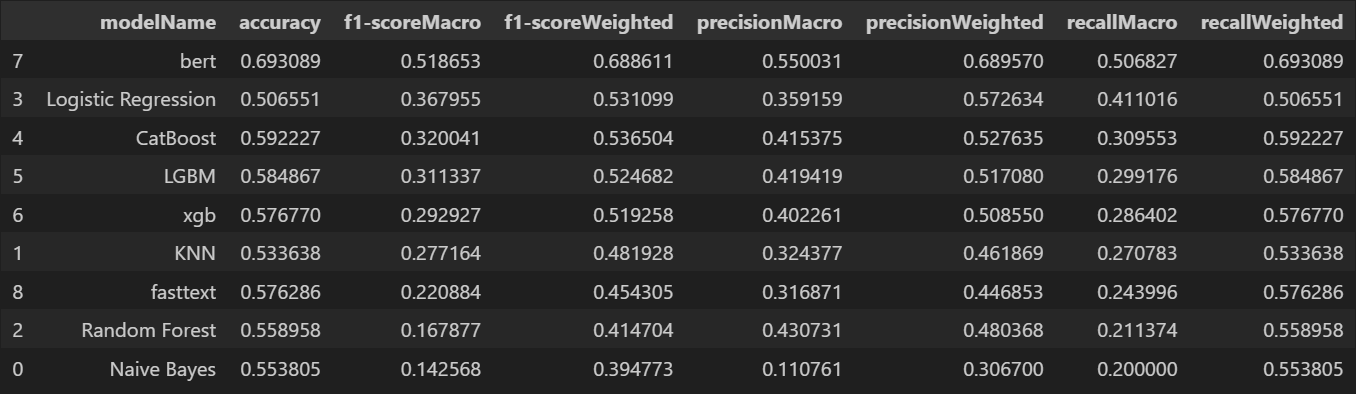 modelName accuracy f1-scoreMacro f1-scoreWeighted precisionMacro precisionWeighted recallMacro recallWeighted
7 bert 0.693089 0.518653 0.688611 0.550031 0.689570 0.506827 0.693089
3 Logistic Regression 0.506551 0.367955 0.531099 0.359159 0.572634 0.411016 0.506551
4 CatBoost 0.592227 0.320041 0.536504 0.415375 0.527635 0.309553 0.592227
5 LGBM 0.584867 0.311337 0.524682 0.419419 0.517080 0.299176 0.584867
6 xgb 0.576770 0.292927 0.519258 0.402261 0.508550 0.286402 0.576770
1 KNN 0.533638 0.277164 0.481928 0.324377 0.461869 0.270783 0.533638
8 fasttext 0.576286 0.220884 0.454305 0.316871 0.446853 0.243996 0.576286
2 Random Forest 0.558958 0.167877 0.414704 0.430731 0.480368 0.211374 0.558958
0 Naive Bayes 0.553805 0.142568 0.394773 0.110761 0.306700 0.200000 0.553805